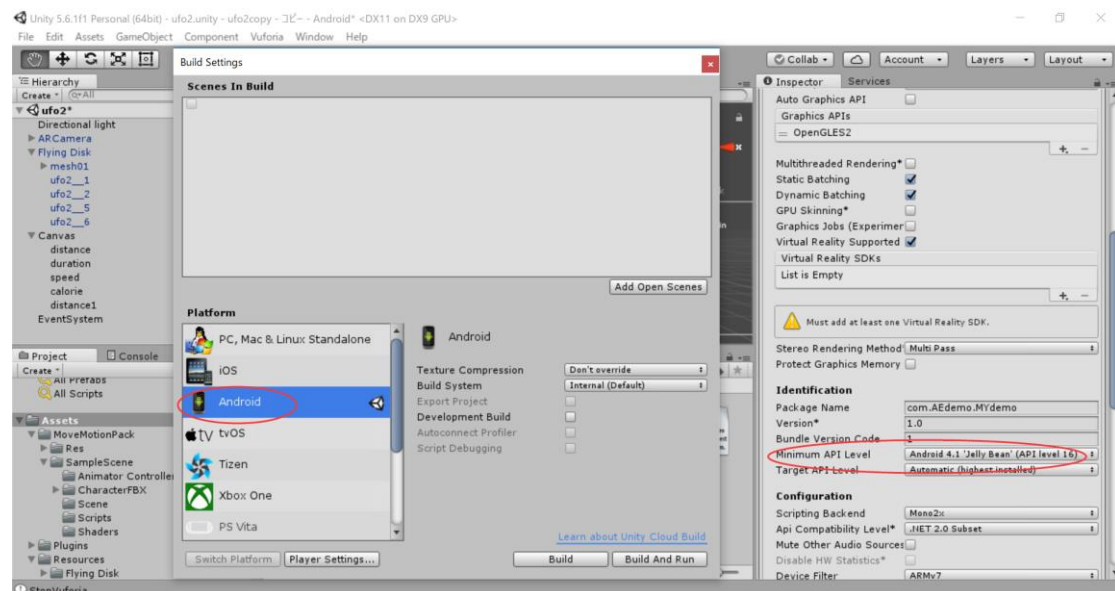 Unity 5.6.1f1 Personal (64bit) - ufo2.unity - ufo2copy - コピー - Android* <DX11 on DX9 GPU>
File Edit Assets GameObject Component Vuforia Window Help
Collab
Account
Layers
Layout
Hierarchy
Create
All
ufo2*
Directional light
ARCamera
Flying Disk
mesh01
ufo2__1
ufo2__2
ufo2__5
ufo2__6
Canvas
distance
duration
speed
calorie
distance1
EventSystem
Project
Console
Create
All Prefabs
All Scripts
Assets
MoveMotionPack
Res
SampleScene
Animator Controller
CharacterFBX
Scene
Scripts
Shaders
Plugins
Resources
Flying Disk
StopVuforia
Build Settings
Scenes In Build
Add Open Scenes
Platform
PC, Mac & Linux Standalone
iOS
Android
tv tvOS
Tizen
Xbox One
PS Vita
Android
Texture Compression Don't override
Build System Internal (Default)
Export Project
Development Build
Autoconnect Profiler
Script Debugging
Learn about Unity Cloud Build
Switch Platform Player Settings... Build Build And Run
Inspector Services
Auto Graphics API
Graphics APIs
OpenGLES2
Multithreaded Rendering*
Static Batching
Dynamic Batching
GPU Skinning*
Graphics Jobs (Experimer
Virtual Reality Supported
Virtual Reality SDKs
List is Empty
Must add at least one Virtual Reality SDK.
Stereo Rendering Method* Multi Pass
Protect Graphics Memory
Identification
Package Name com.AEdemo.MYdemo
Version* 1.0
Bundle Version Code 1
Minimum API Level Android 4.1 'Jelly Bean' (API level 16)
Target API Level Automatic (highest installed)
Configuration
Scripting Backend Mono2x
Api Compatibility Level* .NET 2.0 Subset
Mute Other Audio Sources
Disable HW Statistics*
Device Filter ARMv7